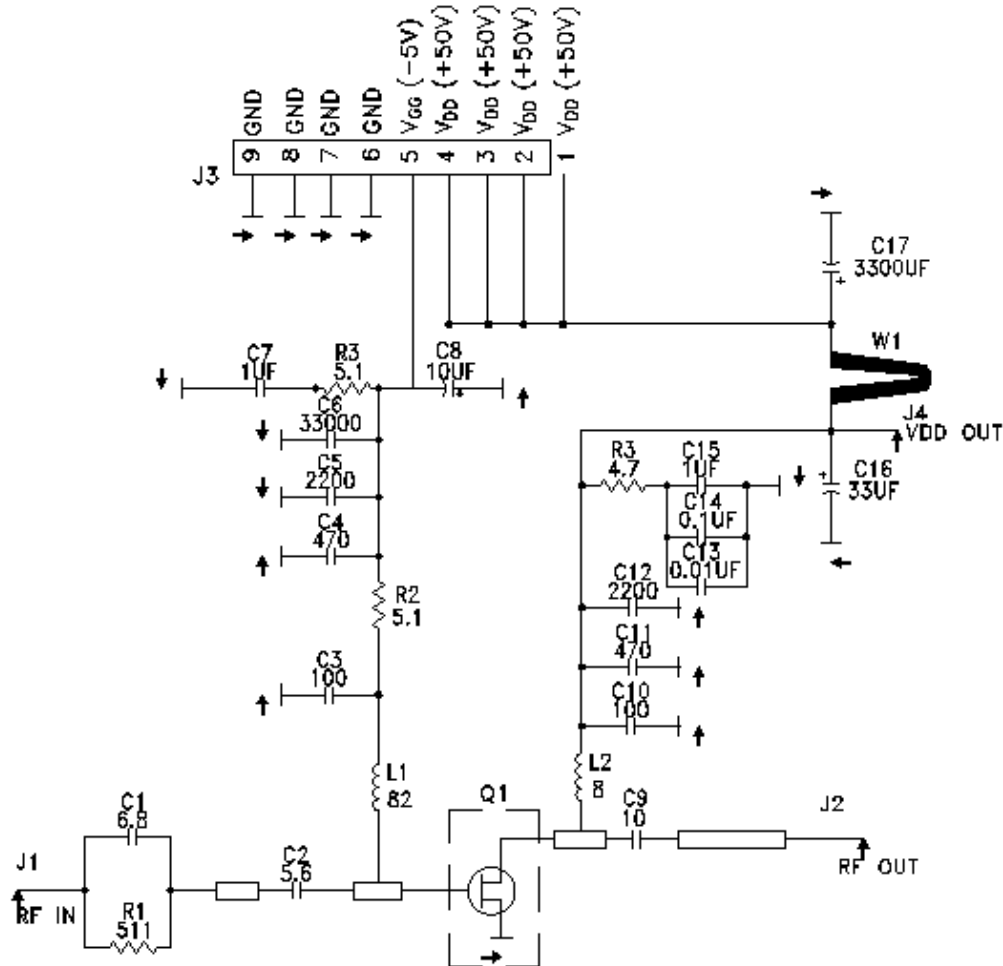 GND
GND
GND
GND
VGG (-5V)
VDD (+50V)
VDD (+50V)
VDD (+50V)
VDD (+50V)
9
8
7
6
5
4
3
2
1
J3
C17
3300UF
W1
C7
1UF
R3
5.1
C8
10UF
C6
33000
J4
VDD OUT
C5
2200
R3
4.7
C15
1UF
C16
33UF
C4
470
C14
0.1UF
C13
0.01UF
R2
5.1
C12
2200
C3
100
C11
470
C10
100
L1
82
L2
8
Q1
C9
10
J2
RF OUT
C1
6.8
J1
RF IN
C2
5.6
R1
511